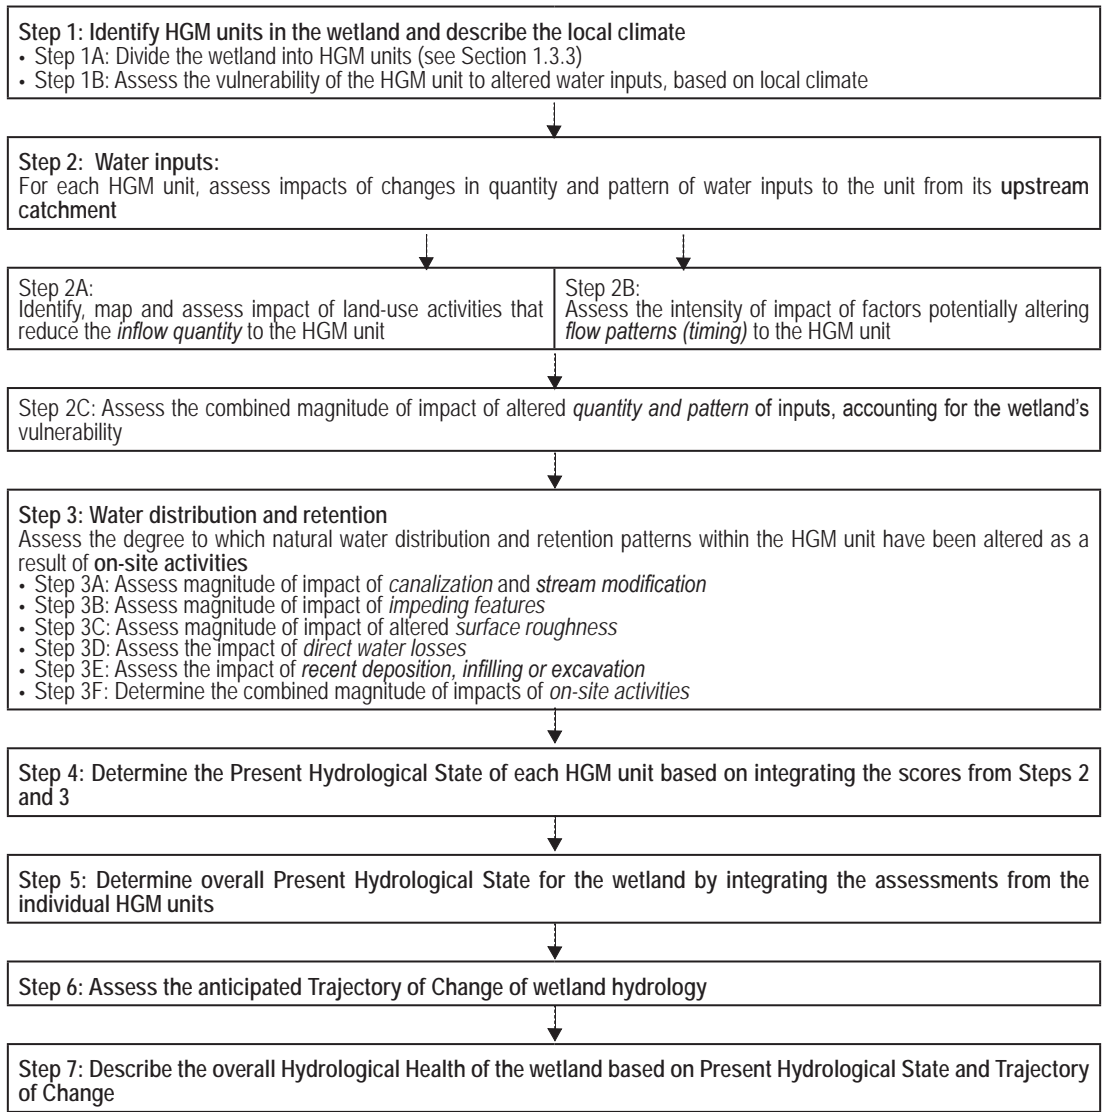 Step 1: Identify HGM units in the wetland and describe the local climate
• Step 1A: Divide the wetland into HGM units (see Section 1.3.3)
• Step 1B: Assess the vulnerability of the HGM unit to altered water inputs, based on local climate
Step 2: Water inputs:
For each HGM unit, assess impacts of changes in quantity and pattern of water inputs to the unit from its upstream
catchment
Step 2A:
Identify, map and assess impact of land-use activities that
reduce the inflow quantity to the HGM unit
Step 2B:
Assess the intensity of impact of factors potentially altering
flow patterns (timing) to the HGM unit
Step 2C: Assess the combined magnitude of impact of altered quantity and pattern of inputs, accounting for the wetland's
vulnerability
Step 3: Water distribution and retention
Assess the degree to which natural water distribution and retention patterns within the HGM unit have been altered as a
result of on-site activities
• Step 3A: Assess magnitude of impact of canalization and stream modification
• Step 3B: Assess magnitude of impact of impeding features
• Step 3C: Assess magnitude of impact of altered surface roughness
• Step 3D: Assess the impact of direct water losses
• Step 3E: Assess the impact of recent deposition, infilling or excavation
• Step 3F: Determine the combined magnitude of impacts of on-site activities
Step 4: Determine the Present Hydrological State of each HGM unit based on integrating the scores from Steps 2
and 3
Step 5: Determine overall Present Hydrological State for the wetland by integrating the assessments from the
individual HGM units
Step 6: Assess the anticipated Trajectory of Change of wetland hydrology
Step 7: Describe the overall Hydrological Health of the wetland based on Present Hydrological State and Trajectory
of Change